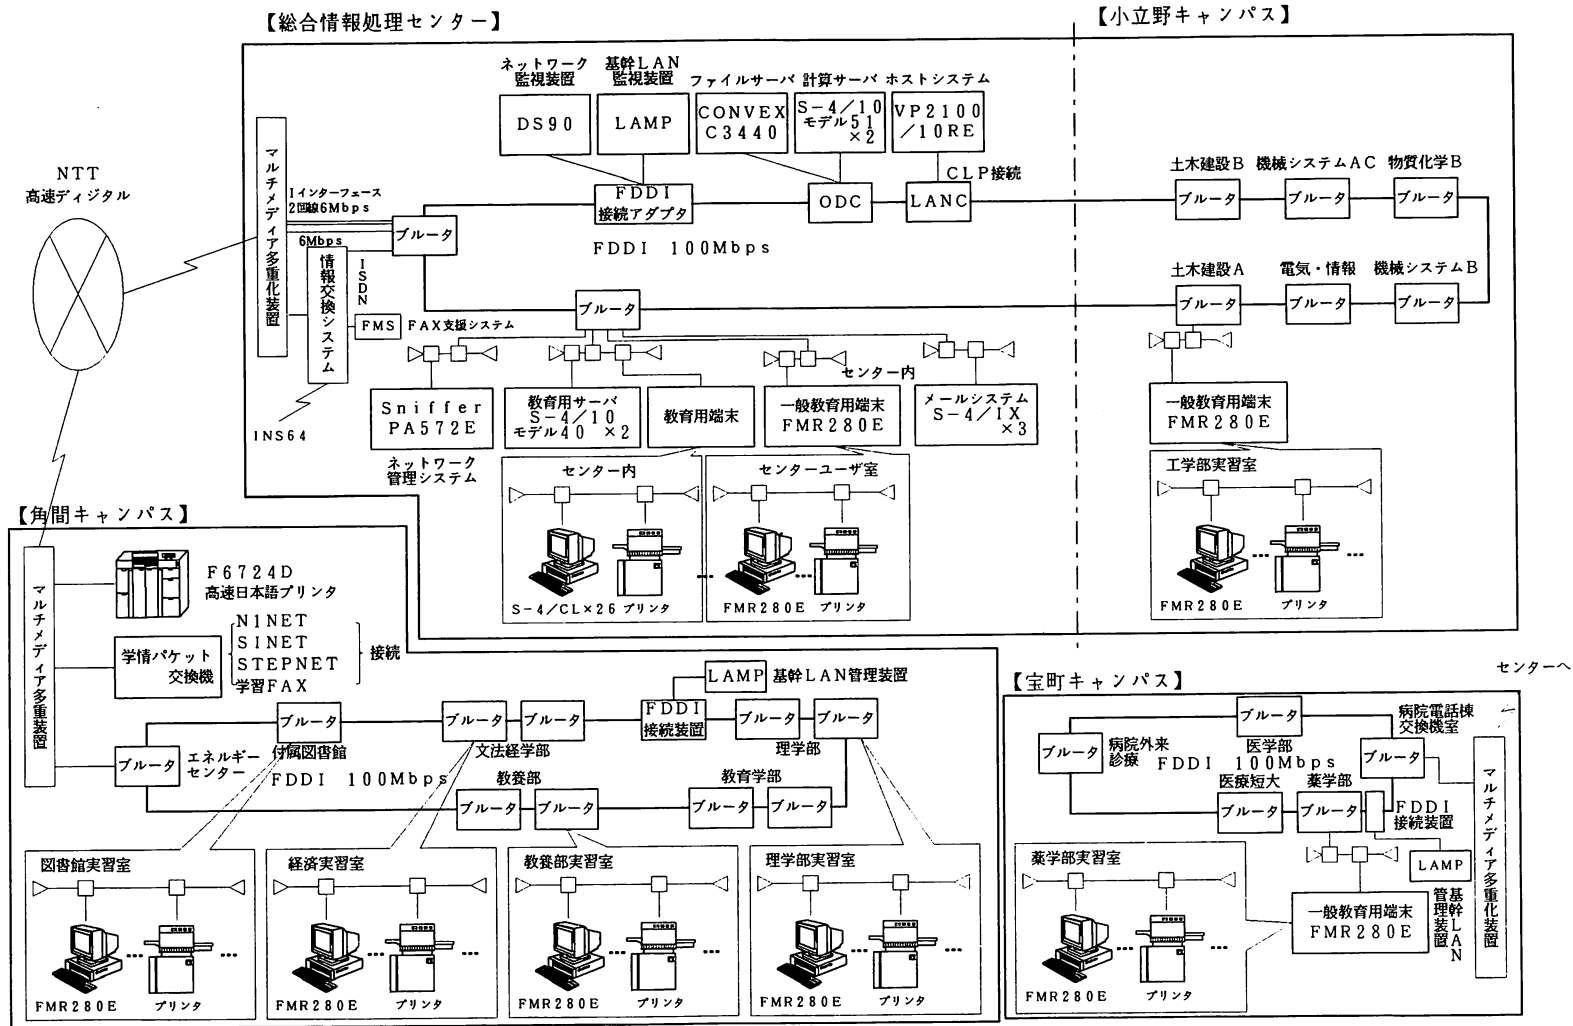 【総合情報処理センター】
【小立野キャンパス】
ネットワーク
監視装置
基幹LAN
監視装置
ファイルサーバ
計算サーバ
ホストシステム
DS90
LAMP
CONVEX
C3440
S-4/10
モデル51
×2
VP2100
/10RE
CLP接続
NTT
高速ディジタル
マルチメディア多重化装置
Iインターフェース
2回線6Mbps
6Mbps
ブルータ
FDDI
接続アダプタ
ODC
LANC
FDDI 100Mbps
土木建設B
機械システムAC
物質化学B
ブルータ
ブルータ
ブルータ
土木建設A
電気・情報
機械システムB
ブルータ
ブルータ
ブルータ
情報交換システム
ISDN
FMS
FAX支援システム
ブルータ
INS64
Sniffer
PA572E
ネットワーク
管理システム
教育用サーバ
S-4/10
モデル40 ×2
教育用端末
センター内
一般教育用端末
FMR280E
メールシステム
S-4/IX
×3
一般教育用端末
FMR280E
センター内
S-4/CL×26
プリンタ
センターユーザ室
FMR280E
プリンタ
工学部実習室
FMR280E
プリンタ
【角間キャンパス】
マルチメディア多重装置
F6724D
高速日本語プリンタ
学情パケット
交換機
N1NET
SINET
STEPNET
学習FAX
接続
LAMP
基幹LAN管理装置
ブルータ
エネルギー
センター
ブルータ
付属図書館
FDDI 100Mbps
ブルータ
ブルータ
文法経学部
FDDI
接続装置
ブルータ
ブルータ
理学部
教養部
ブルータ
ブルータ
教育学部
ブルータ
ブルータ
図書館実習室
FMR280E
プリンタ
経済実習室
FMR280E
プリンタ
教養部実習室
FMR280E
プリンタ
理学部実習室
FMR280E
プリンタ
センターへ
【宝町キャンパス】
ブルータ
病院外来
診療
ブルータ
医学部
FDDI 100Mbps
病院電話棟
交換機室
ブルータ
医療短大
ブルータ
薬学部
ブルータ
FDDI
接続装置
LAMP
基幹LAN
管理装置
マルチメディア多重化装置
一般教育用端末
FMR280E
薬学部実習室
FMR280E
プリンタ